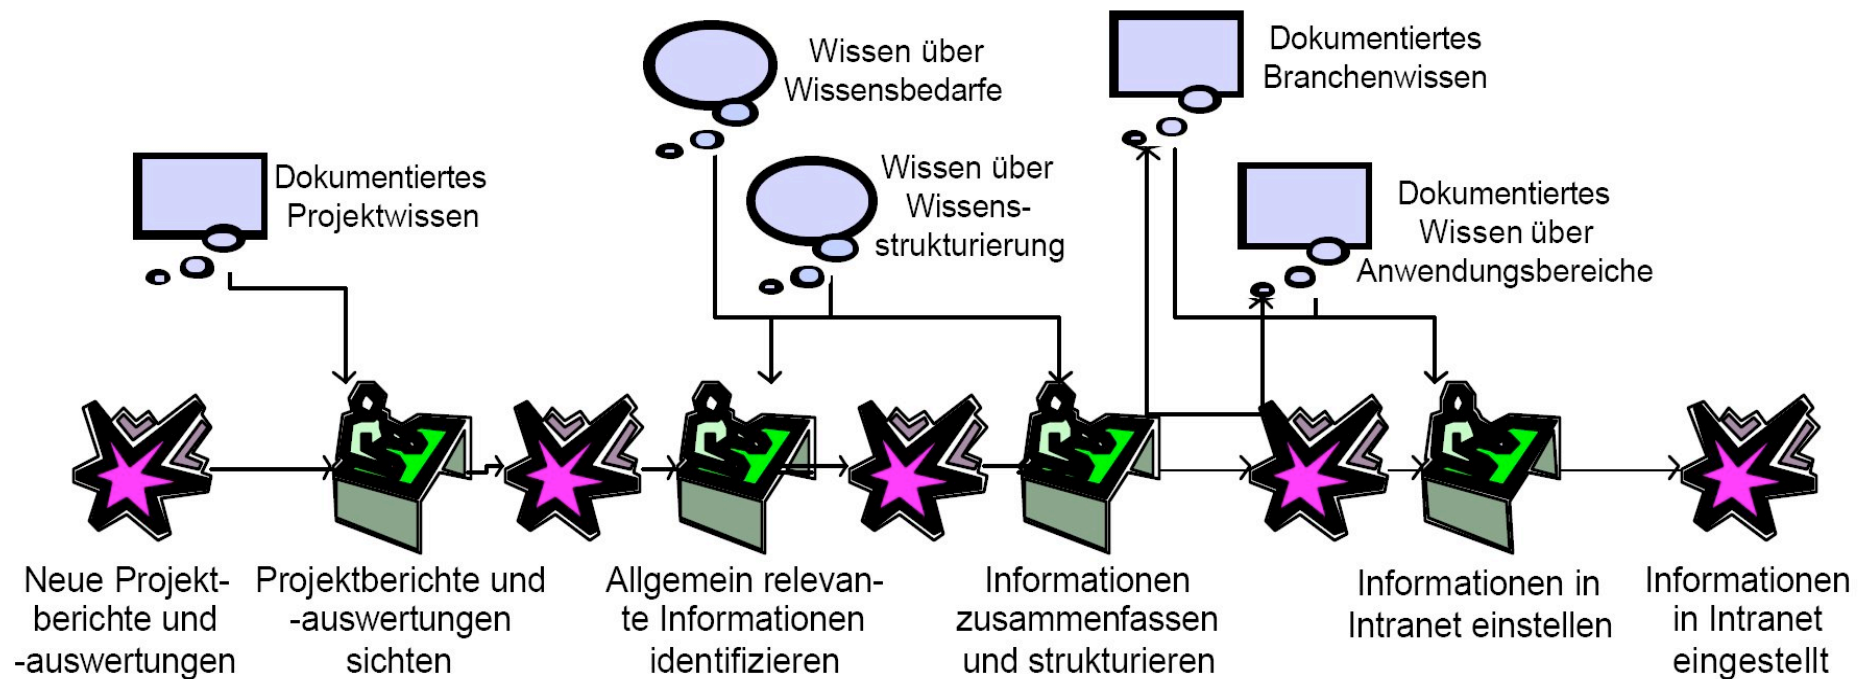 Wissen über
Wissensbedarfe
Dokumentiertes
Branchenwissen
Dokumentiertes
Projektwissen
Wissen über
Wissens-
strukturierung
Dokumentiertes
Wissen über
Anwendungsbereiche
Neue Projekt-
berichte und
-auswertungen
Projektberichte und
-auswertungen
sichten
Allgemein relevan-
te Informationen
identifizieren
Informationen
zusammenfassen
und strukturieren
Informationen in
Intranet einstellen
Informationen
in Intranet
eingestellt